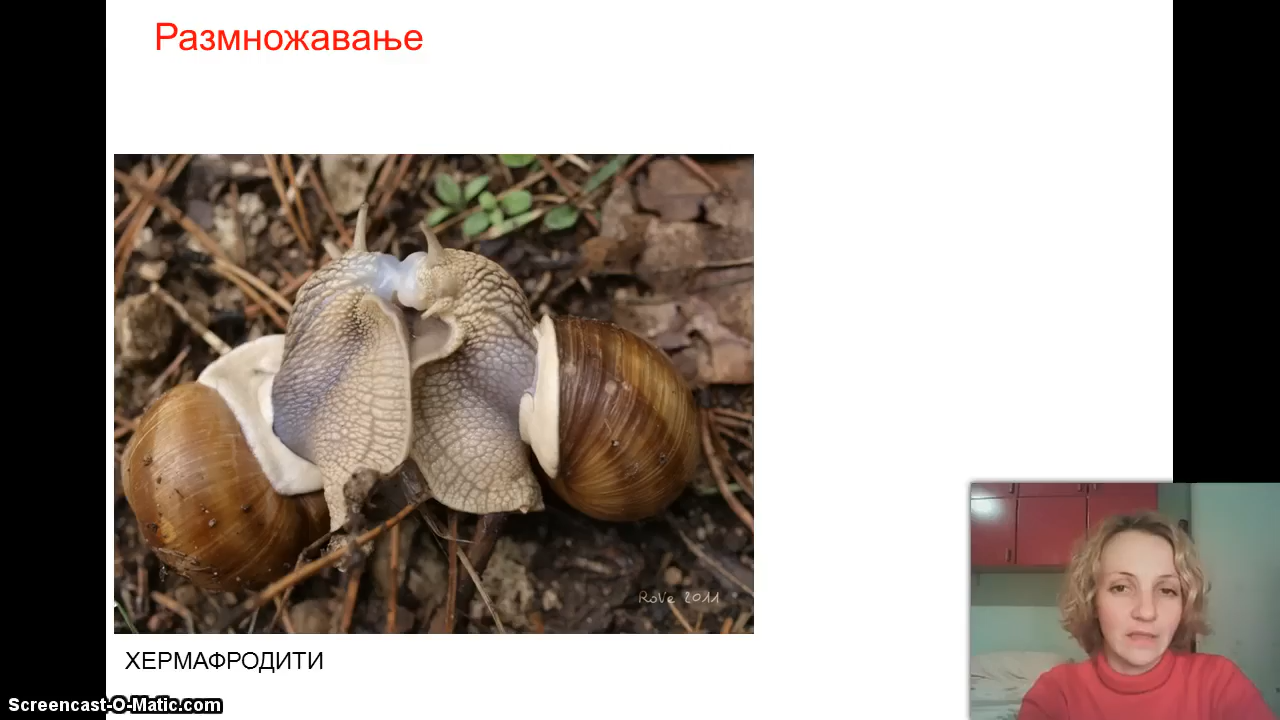 Размножавање
RoVe 2011
ХЕРМАФРОДИТИ
Screencast-O-Matic.com